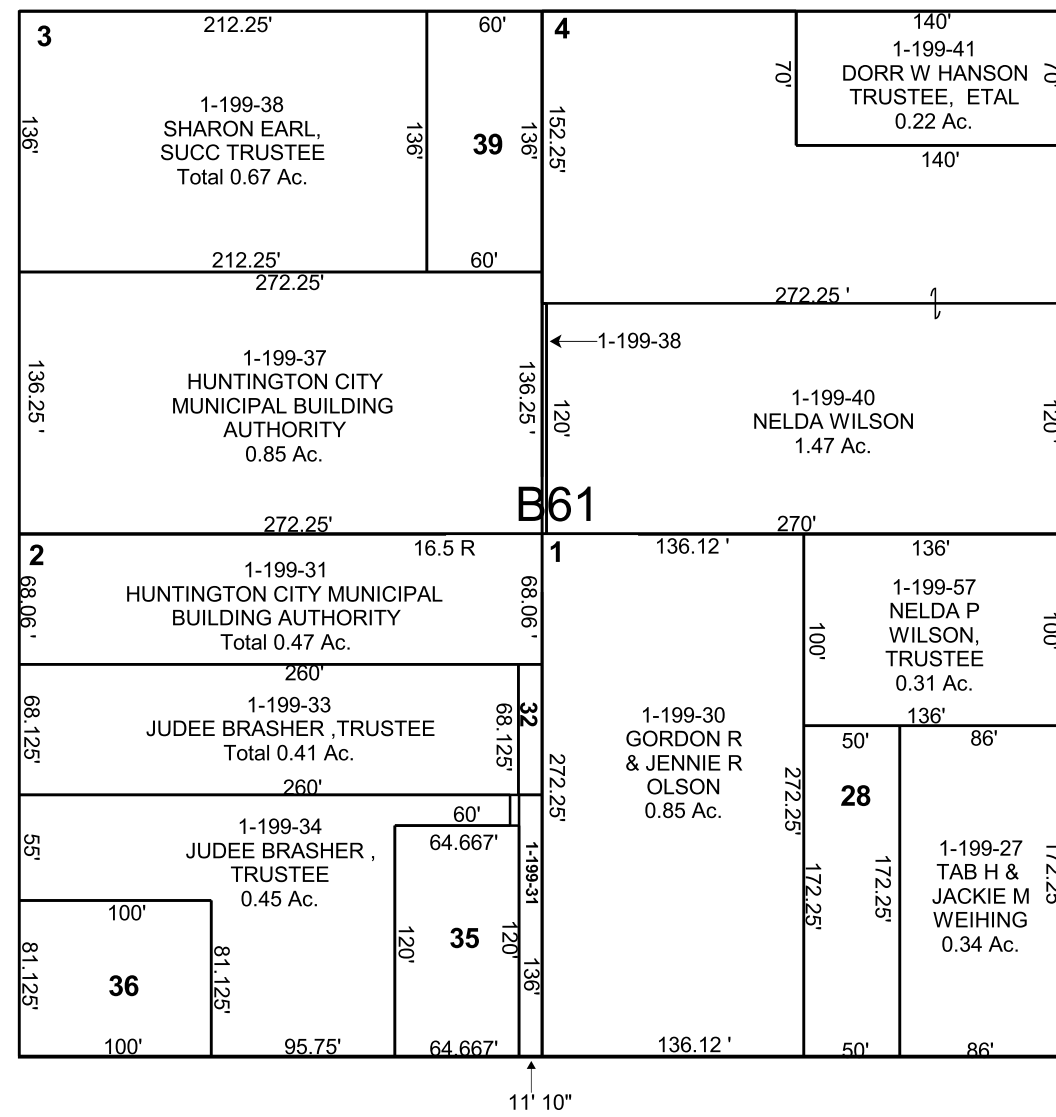 3
212.25'
60'
4
140'
1-199-41
DORR W HANSON
TRUSTEE, ETAL
0.22 Ac.
70'
70'
140'
1-199-38
SHARON EARL,
SUCC TRUSTEE
Total 0.67 Ac.
136'
136'
39
136'
152.25'
212.25'
60'
272.25'
272.25 '
1-199-38
1-199-37
HUNTINGTON CITY
MUNICIPAL BUILDING
AUTHORITY
0.85 Ac.
136.25 '
136.25 '
120'
1-199-40
NELDA WILSON
1.47 Ac.
120'
B61
272.25'
270'
2
16.5 R
1
136.12 '
136'
1-199-31
HUNTINGTON CITY MUNICIPAL
BUILDING AUTHORITY
Total 0.47 Ac.
68.06 '
68.06 '
1-199-57
NELDA P
WILSON,
TRUSTEE
0.31 Ac.
100'
100'
260'
1-199-33
JUDEE BRASHER ,TRUSTEE
Total 0.41 Ac.
68.125'
68.125'
32
260'
136'
1-199-30
GORDON R
& JENNIE R
OLSON
0.85 Ac.
272.25'
272.25'
50'
86'
28
172.25'
172.25'
1-199-27
TAB H &
JACKIE M
WEIHING
0.34 Ac.
172.25'
60'
1-199-34
JUDEE BRASHER ,
TRUSTEE
0.45 Ac.
55'
64.667'
1-199-31
100'
35
120'
120'
136'
36
81.125'
81.125'
100'
95.75'
64.667'
136.12 '
50'
86'
11' 10"